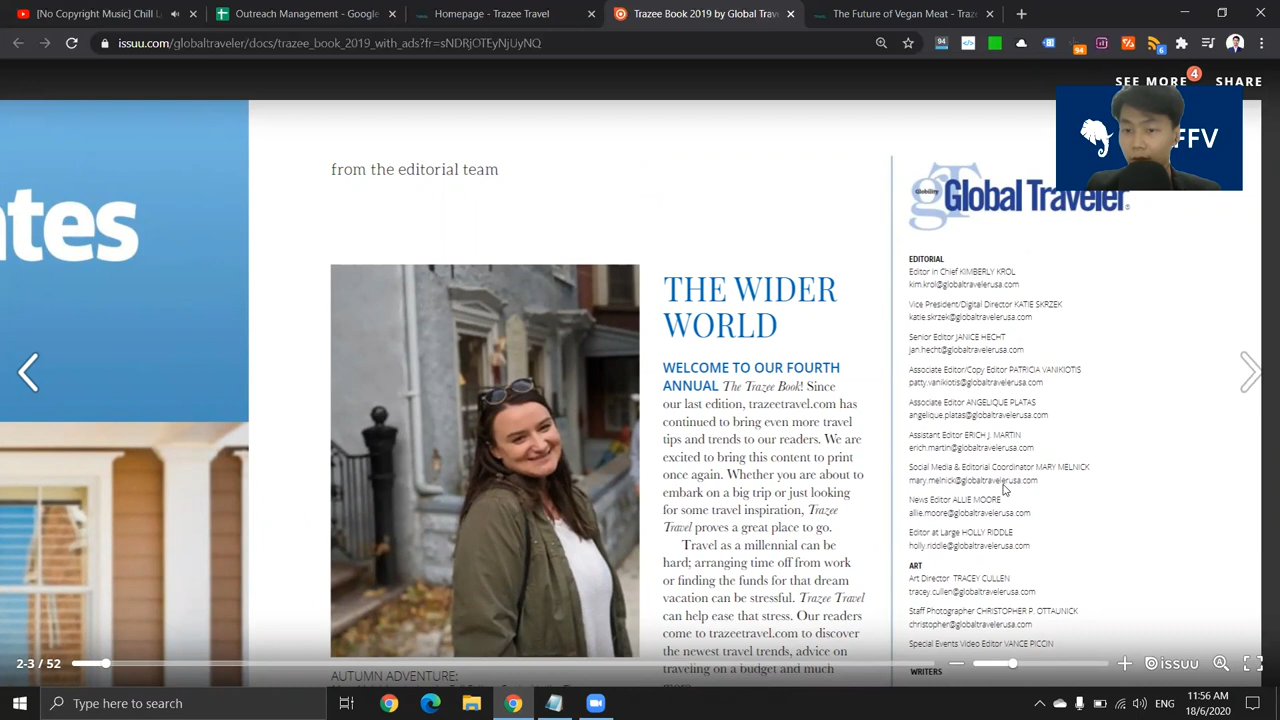 [No Copyright Music] Chill L
Outreach Management - Google
Homepage - Trazee Travel
Trazee Book 2019 by Global Trav
The Future of Vegan Meat - Traz
issuu.com/globaltraveler/docs/trazee_book_2019_with_ads?f=sNDRjOTEyNjUyNQ
94
94
6
SEE MORE
4
SHARE
FFV
ates
from the editorial team
Globility
gt Global Traveler
THE WIDER
WORLD
WELCOME TO OUR FOURTH
ANNUAL The Trazee Book! Since
our last edition, trazeetravel.com has
continued to bring even more travel
tips and trends to our readers. We are
excited to bring this content to print
once again. Whether you are about to
embark on a big trip or just looking
for some travel inspiration, Trazee
Travel proves a great place to go.
Travel as a millennial can be
hard; arranging time off from work
or finding the funds for that dream
vacation can be stressful. Trazee Travel
can help ease that stress. Our readers
come to trazeetravel.com to discover
the newest travel trends, advice on
traveling on a budget and much
EDITORIAL
Editor in Chief KIMBERLY KROL
kim.krol@globaltravelerusa.com
Vice President/Digital Director KATIE SKRZEK
katie.skrzek@globaltravelerusa.com
Senior Editor JANICE HECHT
jan.hecht@globaltravelerusa.com
Associate Editor/Copy Editor PATRICIA VANIKIOTIS
patty.vanikiotis@globaltravelerusa.com
Associate Editor ANGELIQUE PLATAS
angelique.platas@globaltravelerusa.com
Assistant Editor ERICH J. MARTIN
erich.martin@globaltravelerusa.com
Social Media & Editorial Coordinator MARY MELNICK
mary.melnick@globaltravelerusa.com
News Editor ALLIE MOORE
allie.moore@globaltravelerusa.com
Editor at Large HOLLY RIDDLE
holly.riddle@globaltravelerusa.com
ART
Art Director TRACEY CULLEN
tracey.cullen@globaltravelerusa.com
Staff Photographer CHRISTOPHER P. OTTAUNICK
christopher@globaltravelerusa.com
Special Events Video Editor VANCE PICCIN
WRITERS
AUTUMN ADVENTURE:
2-3 / 52
issuu
Type here to search
ENG
11:56 AM
18/6/2020